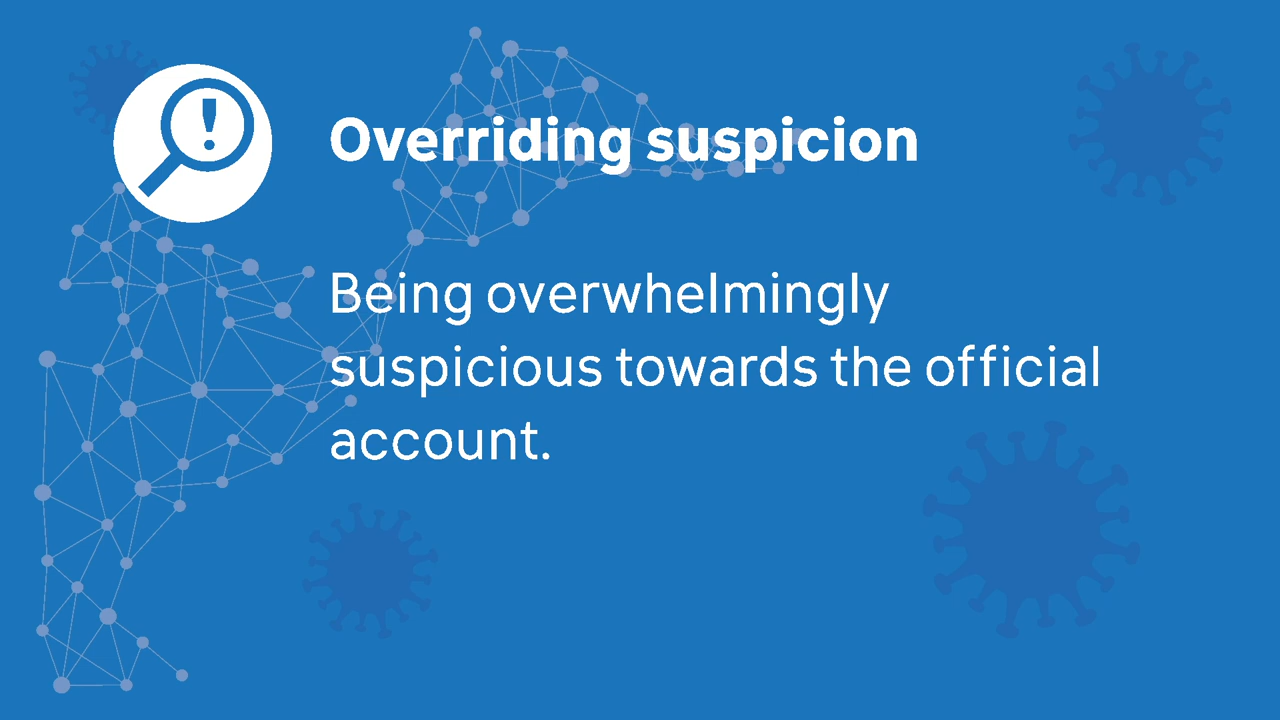 Overriding suspicion
Being overwhelmingly
suspicious towards the official
account.